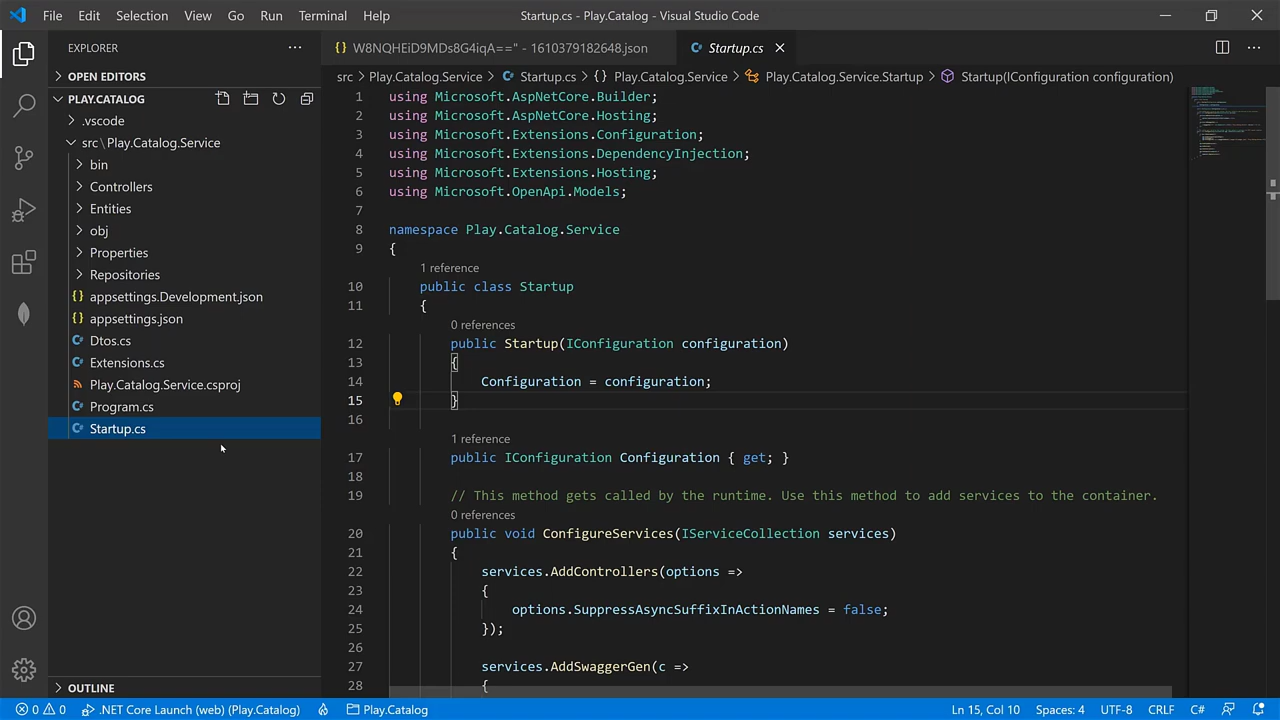 File Edit Selection View Go Run Terminal Help
Startup.cs - Play.Catalog - Visual Studio Code
EXPLORER
OPEN EDITORS
PLAY.CATALOG
.vscode
src\Play.Catalog.Service
bin
Controllers
Entities
obj
Properties
Repositories
appsettings.Development.json
appsettings.json
Dtos.cs
Extensions.cs
Play.Catalog.Service.csproj
Program.cs
Startup.cs
OUTLINE
W8NQHEiD9MDs8G4iqA==" - 1610379182648.json
Startup.cs
src > Play.Catalog.Service > Startup.cs > {} Play.Catalog.Service > Play.Catalog.Service.Startup > Startup(IConfiguration configuration)
1 using Microsoft.AspNetCore.Builder;
2 using Microsoft.AspNetCore.Hosting;
3 using Microsoft.Extensions.Configuration;
4 using Microsoft.Extensions.DependencyInjection;
5 using Microsoft.Extensions.Hosting;
6 using Microsoft.OpenApi.Models;
7
8 namespace Play.Catalog.Service
9 {
1 reference
10 public class Startup
11 {
0 references
12 public Startup(IConfiguration configuration)
13 {
14 Configuration = configuration;
15 }
16
1 reference
17 public IConfiguration Configuration { get; }
18
19 // This method gets called by the runtime. Use this method to add services to the container.
0 references
20 public void ConfigureServices(IServiceCollection services)
21 {
22 services.AddControllers(options =>
23 {
24 options.SuppressAsyncSuffixInActionNames = false;
25 });
26
27 services.AddSwaggerGen(c =>
28 {
0 0 .NET Core Launch (web) (Play.Catalog) Play.Catalog
Ln 15, Col 10 Spaces: 4 UTF-8 CRLF C#